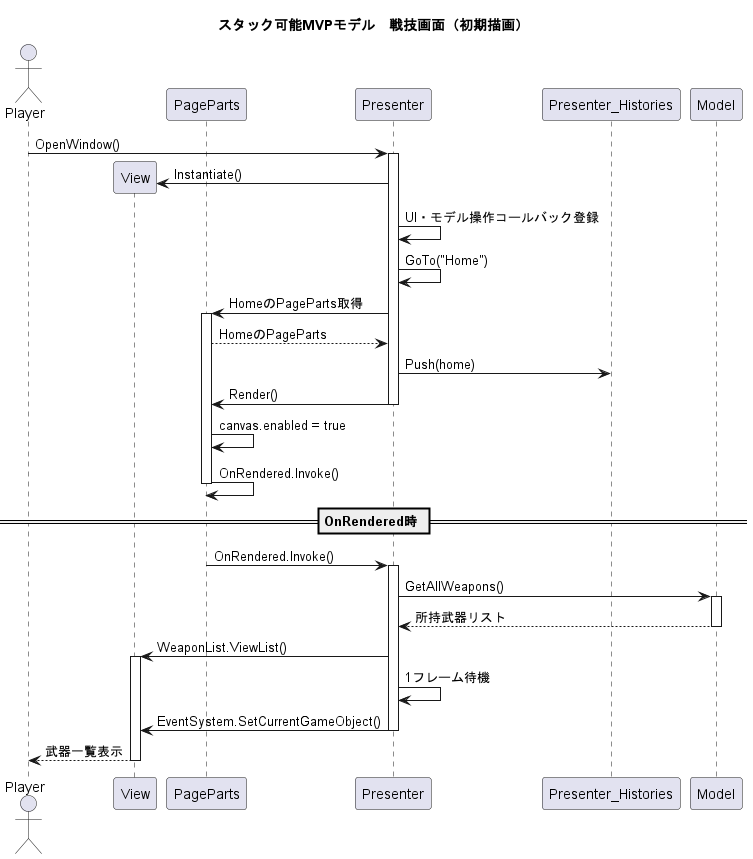 スタック可能MVPモデル　戦技画面（初期描画）
Player
PageParts
Presenter
Presenter_Histories
Model
OpenWindow()
View
Instantiate()
UI・モデル操作コールバック登録
GoTo("Home")
HomeのPageParts取得
HomeのPageParts
Push(home)
Render()
canvas.enabled = true
OnRendered.Invoke()
OnRendered時
OnRendered.Invoke()
GetAllWeapons()
所持武器リスト
WeaponList.ViewList()
1フレーム待機
EventSystem.SetCurrentGameObject()
武器一覧表示
Player
View
PageParts
Presenter
Presenter_Histories
Model